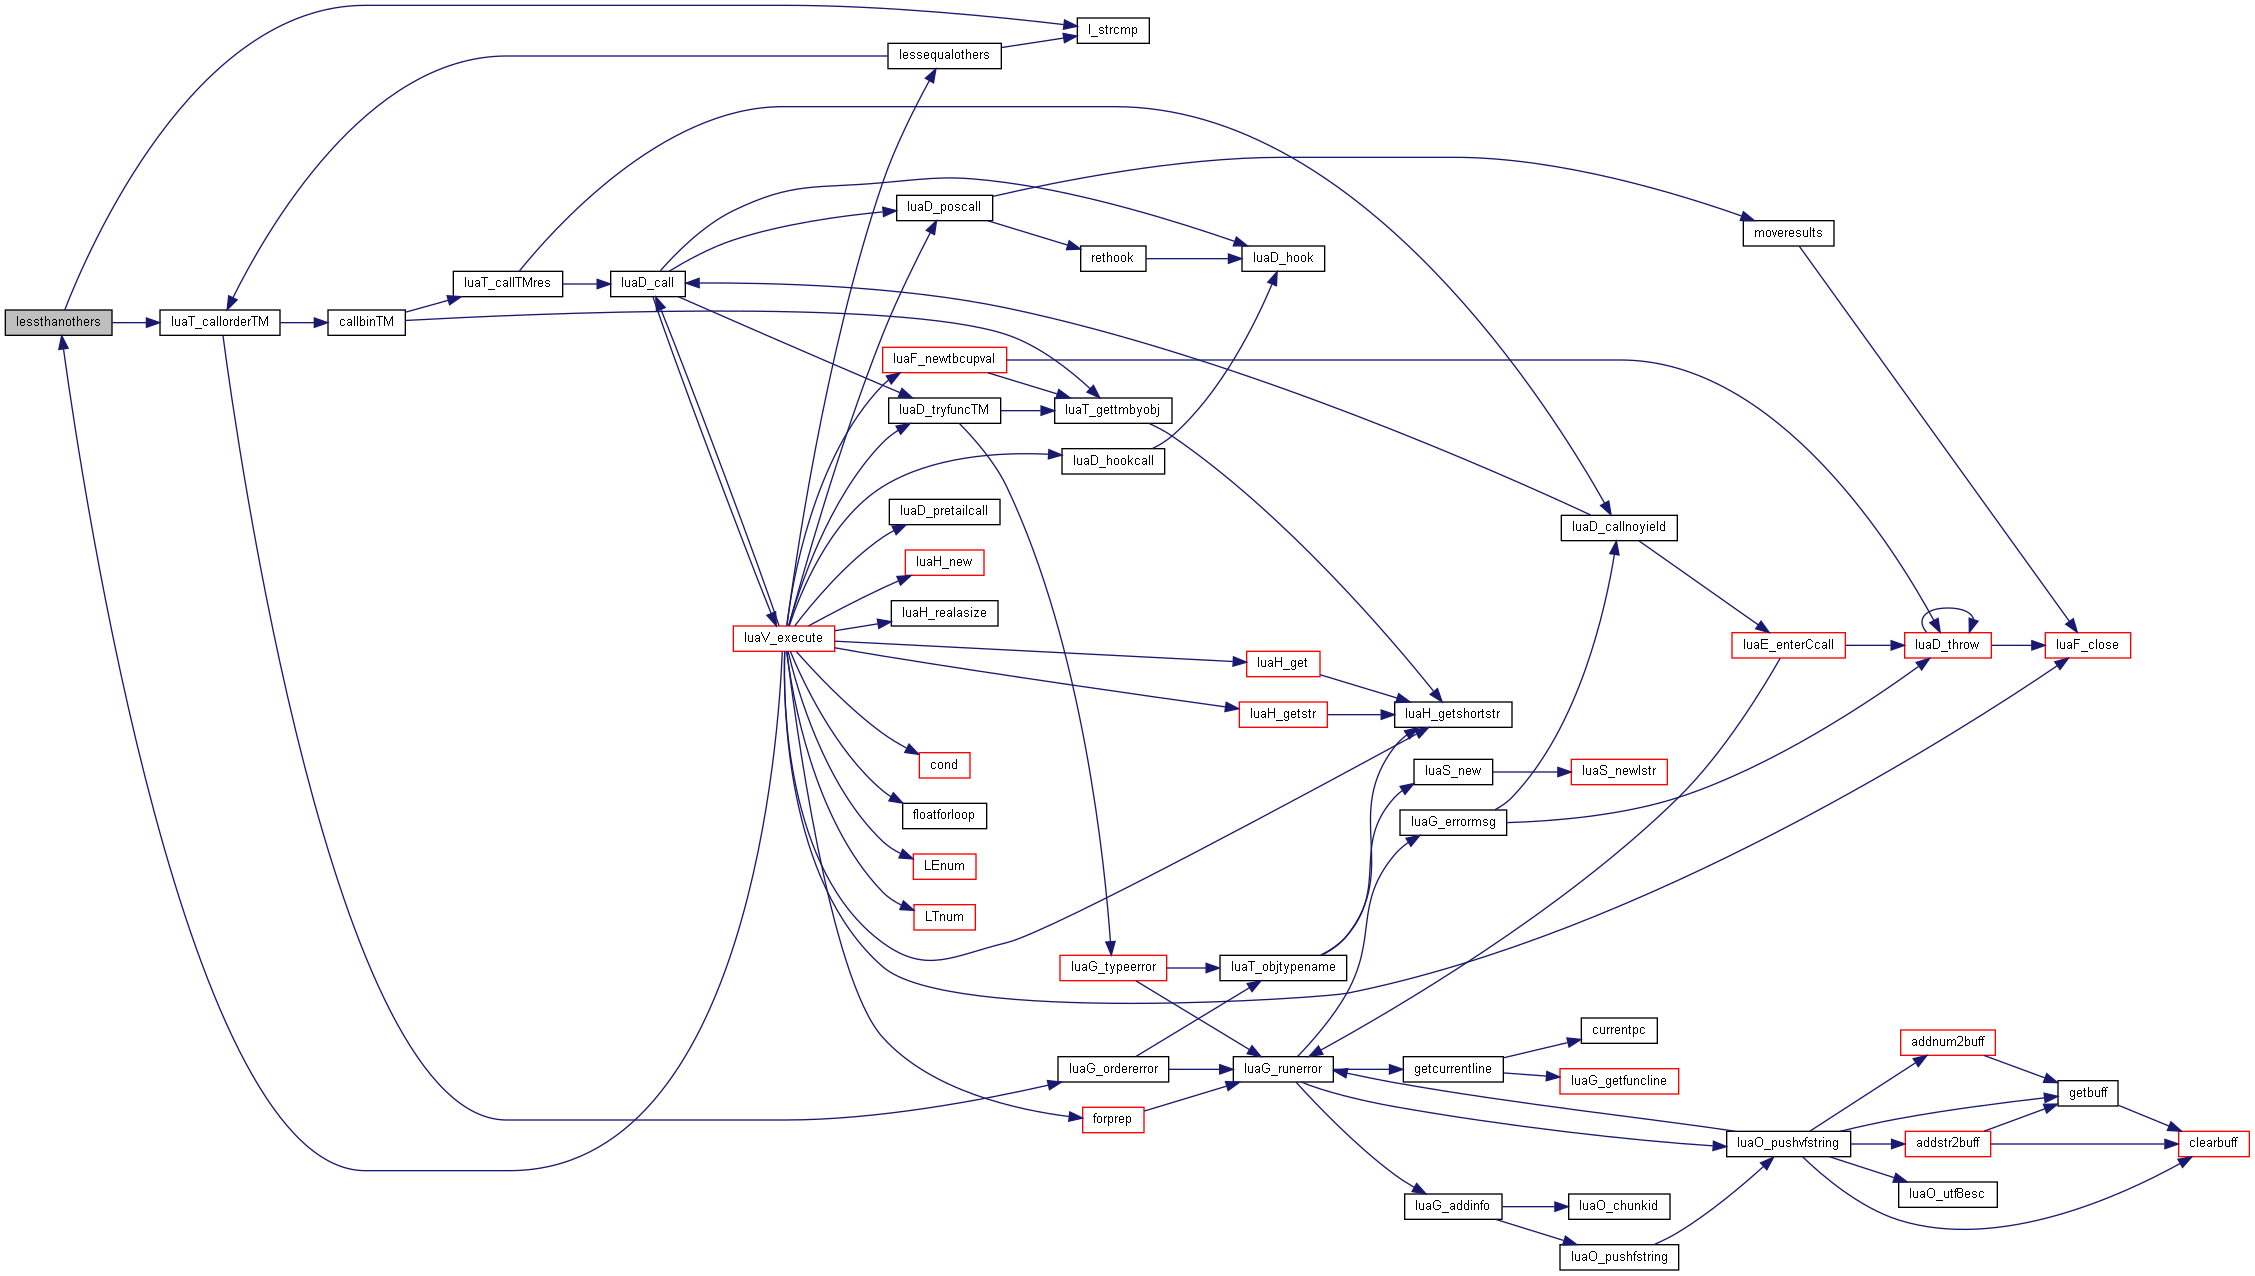 l_strcmp
lessequalothers
luaD_poscall
moveresults
rethook
luaD_hook
luaT_callTMres
luaD_call
lessthanothers
luaT_callorderTM
callbinTM
luaF_newtbcupval
luaD_tryfuncTM
luaT_gettmbyobj
luaD_hookcall
luaD_pretailcall
luaD_callnoyield
luaH_new
luaH_realasize
luaV_execute
luaE_enterCcall
luaD_throw
luaF_close
luaH_get
luaH_getstr
luaH_getshortstr
cond
luaS_new
luaS_newlstr
floatforloop
luaG_errormsg
LEnum
LTnum
luaG_typeerror
luaT_objtypename
currentpc
addnum2buff
luaG_ordererror
luaG_runerror
getcurrentline
luaG_getfuncline
getbuff
forprep
luaO_pushvfstring
addstr2buff
clearbuff
luaO_utf8esc
luaG_addinfo
luaO_chunkid
luaO_pushfstring